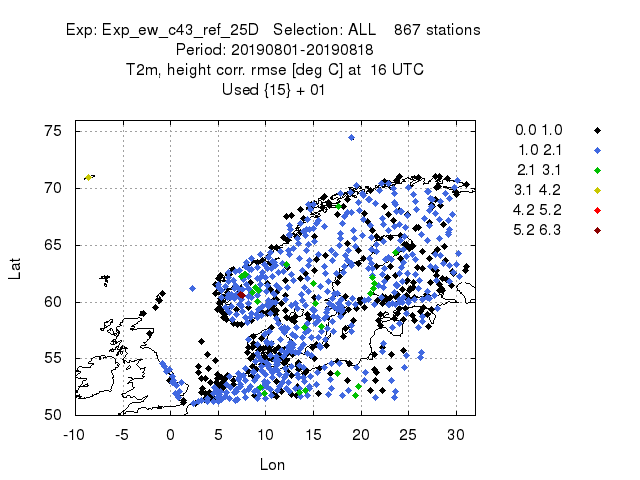 Exp: Exp_ew_c43_ref_25D Selection: ALL 867 stations
Period: 20190801-20190818
T2m, height corr. rmse [deg C] at 16 UTC
Used {15} + 01
0.0 1.0
1.0 2.1
2.1 3.1
3.1 4.2
4.2 5.2
5.2 6.3
75
70
65
60
55
50
Lat
-10 -5 0 5 10 15 20 25 30
Lon